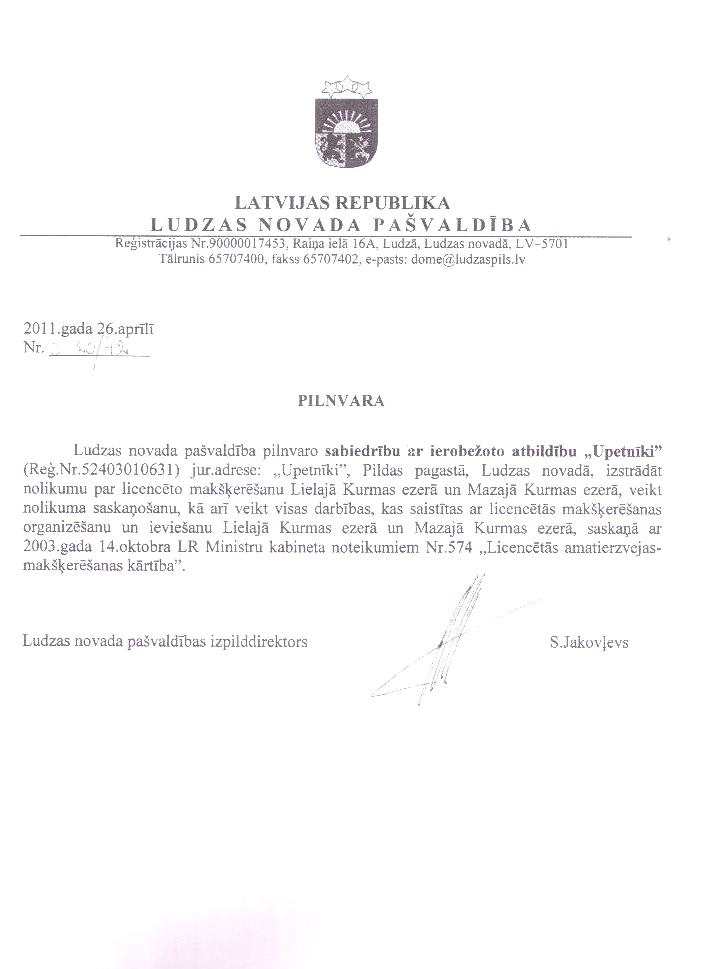 LATVIJAS REPUBLIKA
LUDZAS NOVADA PAŠVALDĪBA
Reģistrācijas Nr.90000017453, Raiņa ielā 16A, Ludzā, Ludzas novadā, LV–5701
Tālrunis 65707400, fakss 65707402, e-pasts: dome@ludzaspils.lv
2011.gada 26.aprīlī
Nr.
PILNVARA
Ludzas novada pašvaldība pilnvaro sabiedrību ar ierobežoto atbildību „Upetnīki”
(Reģ.Nr.52403010631) jur.adrese: „Upetnīki”, Pildas pagastā, Ludzas novadā, izstrādāt
nolikumu par licencēto makšķerēšanu Lielajā Kurmas ezerā un Mazajā Kurmas ezerā, veikt
nolikuma saskaņošanu, kā arī veikt visas darbības, kas saistītas ar licencētās makšķerēšanas
organizēšanu un ieviešanu Lielajā Kurmas ezerā un Mazajā Kurmas ezerā, saskaņā ar
2003.gada 14.oktobra LR Ministru kabineta noteikumiem Nr.574 „Licencētās amatierzvejas-
makšķerēšanas kārtība”.
Ludzas novada pašvaldības izpilddirektors S.Jakovļevs